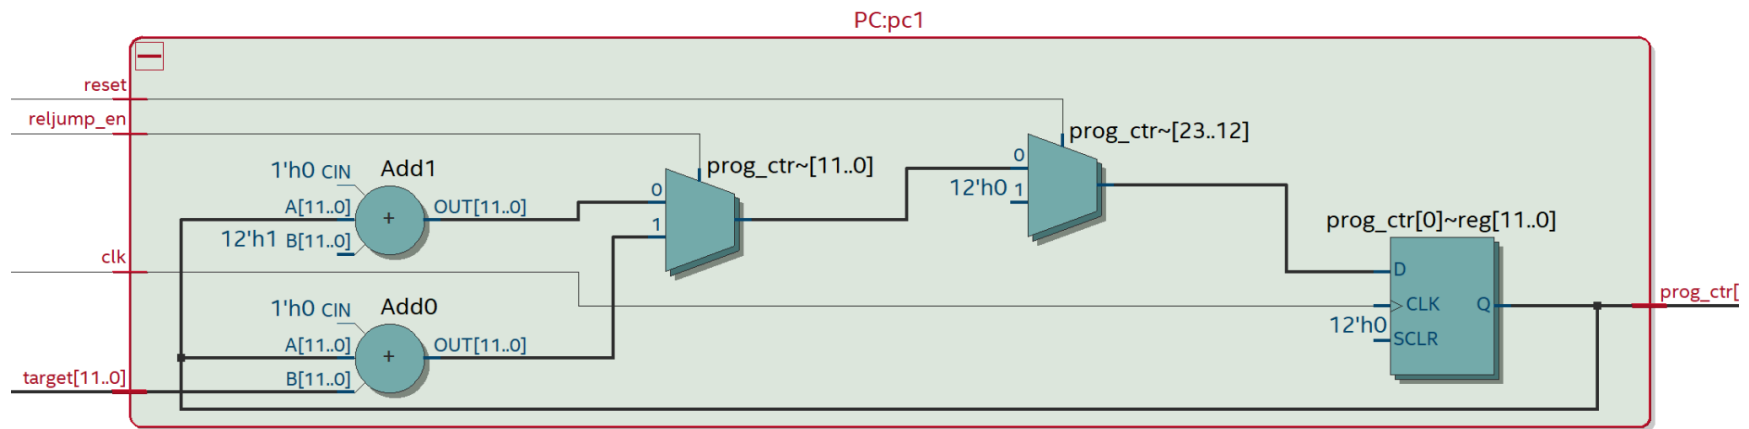 PC:pc1
reset
reljump_en
prog_ctr~[23..12]
0
12'h0 1
1'h0 CIN
Add1
prog_ctr~[11..0]
0
A[11..0]
+
OUT[11..0]
1
12'h1 B[11..0]
prog_ctr[0]~reg[11..0]
clk
D
1'h0 CIN
Add0
CLK
Q
prog_ctr[
12'h0
SCLR
A[11..0]
+
OUT[11..0]
target[11..0]
B[11..0]